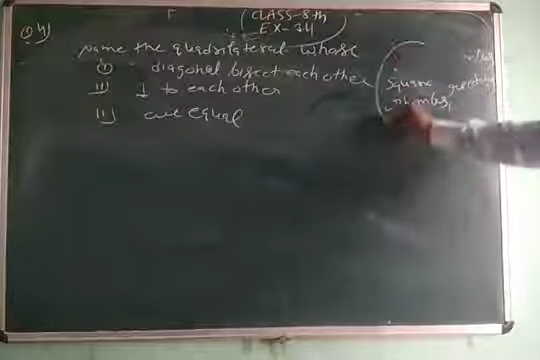 CLASS-8th
Q4) EX-3.4
Name the quadrilateral whose
i) diagonal bisect each other
ii) ⊥ to each other
iii) are equal
Square